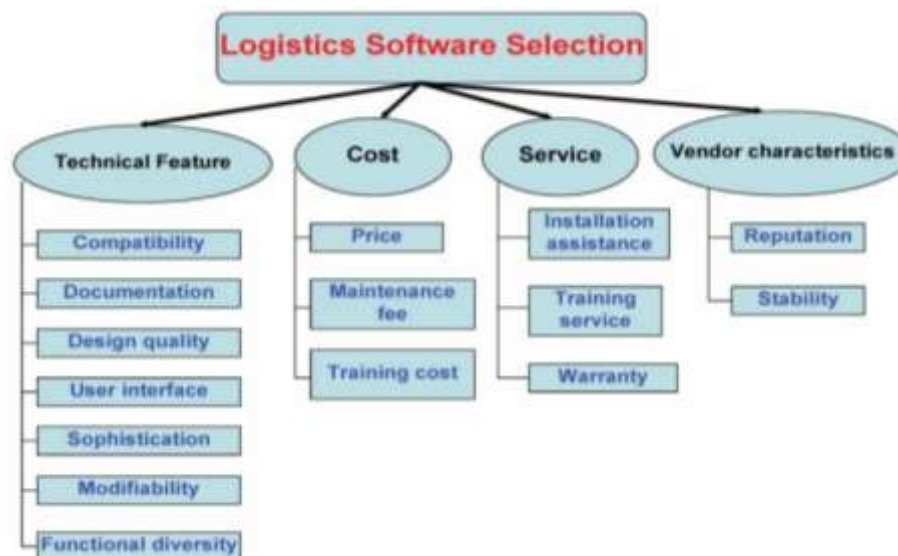 Logistics Software Selection
Technical Feature
Compatibility
Documentation
Design quality
User interface
Sophistication
Modifiability
Functional diversity
Cost
Price
Maintenance
fee
Training cost
Service
Installation
assistance
Training
service
Warranty
Vendor characteristics
Reputation
Stability